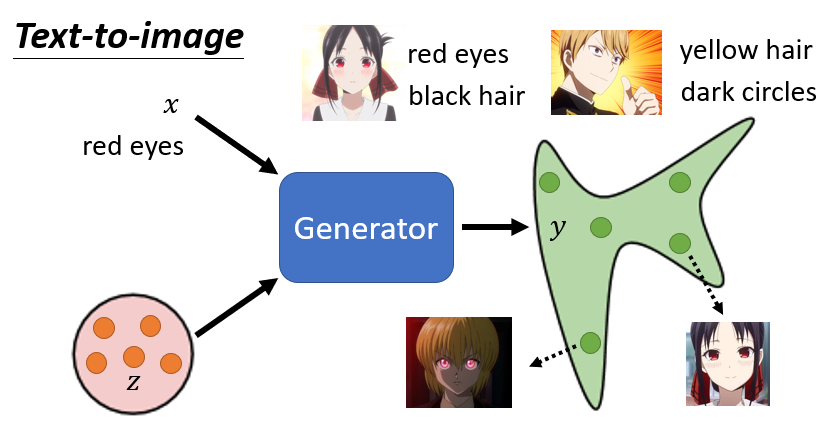 Text-to-image
red eyes
black hair
yellow hair
dark circles
x
red eyes
Generator
y
z